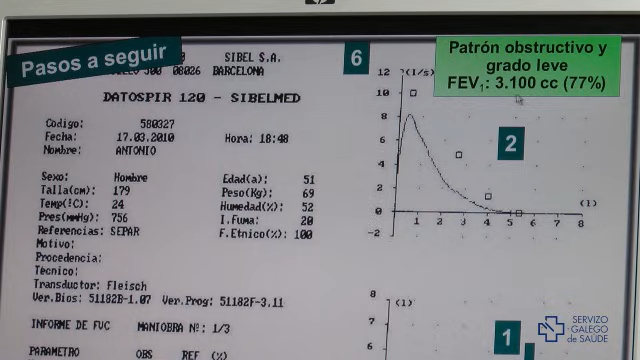 hp
Pasos a seguir
SIBEL S.A.
08026 BARCELONA
6
Patrón obstructivo y
grado leve
FEV1: 3.100 cc (77%)
DATOSPIR 120 - SIBELMED
Codigo: 580327
Fecha: 17.03.2010 Hora: 18:48
Nombre: ANTONIO
Sexo: Hombre Edad(a): 51
Talla(cm): 179 Peso(Kg): 69
Temp(ºC): 24 Humedad(%): 52
Pres(mmHg): 756 I.Fuma: 20
Referencias: SEPAR F.Etnico(%): 100
Motivo:
Procedencia:
Tecnico:
Transductor: Fleisch
Ver.Bios: 51182B-1.07 Ver.Prog: 51182F-3.11
INFORME DE FVC MANIOBRA Nº: 1/3
PARAMETRO OBS REF (%)
12 (l/s)
10
8
6
4
2
0
-2
1 2 3 4 5 6 7 8
(l)
2
8 (l)
7
6
1
SERVIZO
GALEGO
de SAÚDE